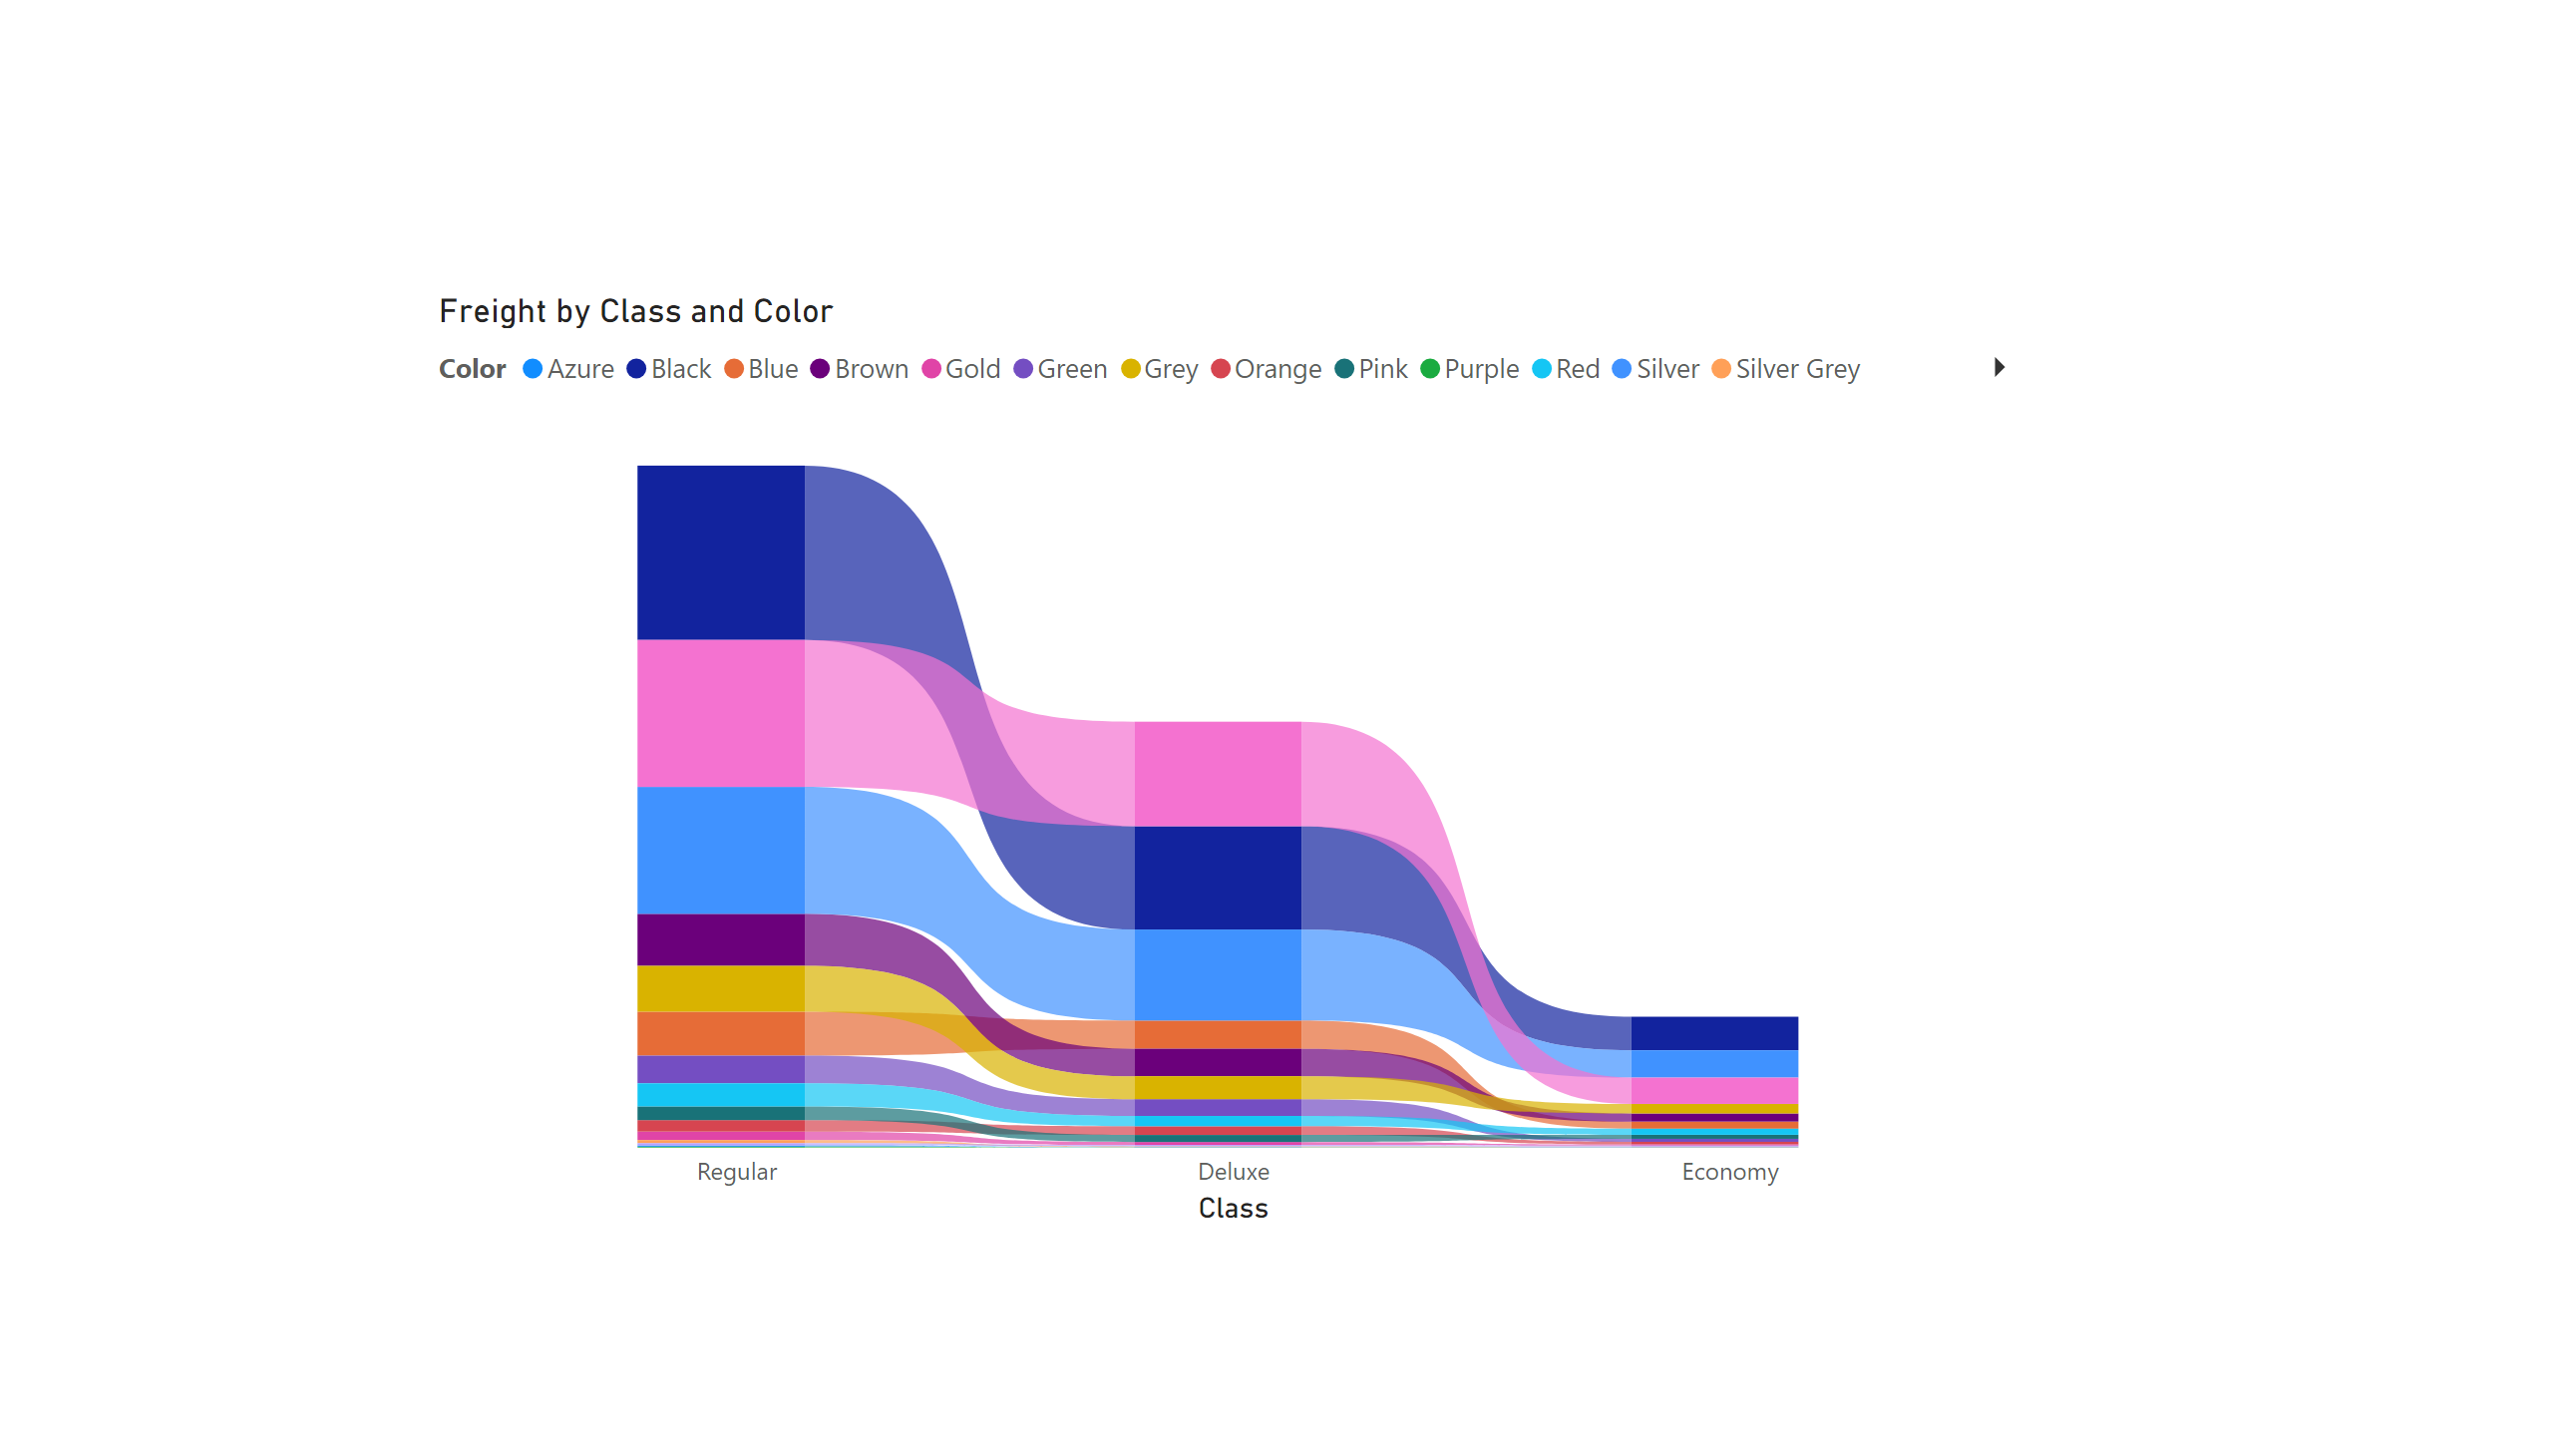 Freight by Class and Color
Color Azure Black Blue Brown Gold Green Grey Orange Pink Purple Red Silver Silver Grey
Regular Deluxe Economy
Class